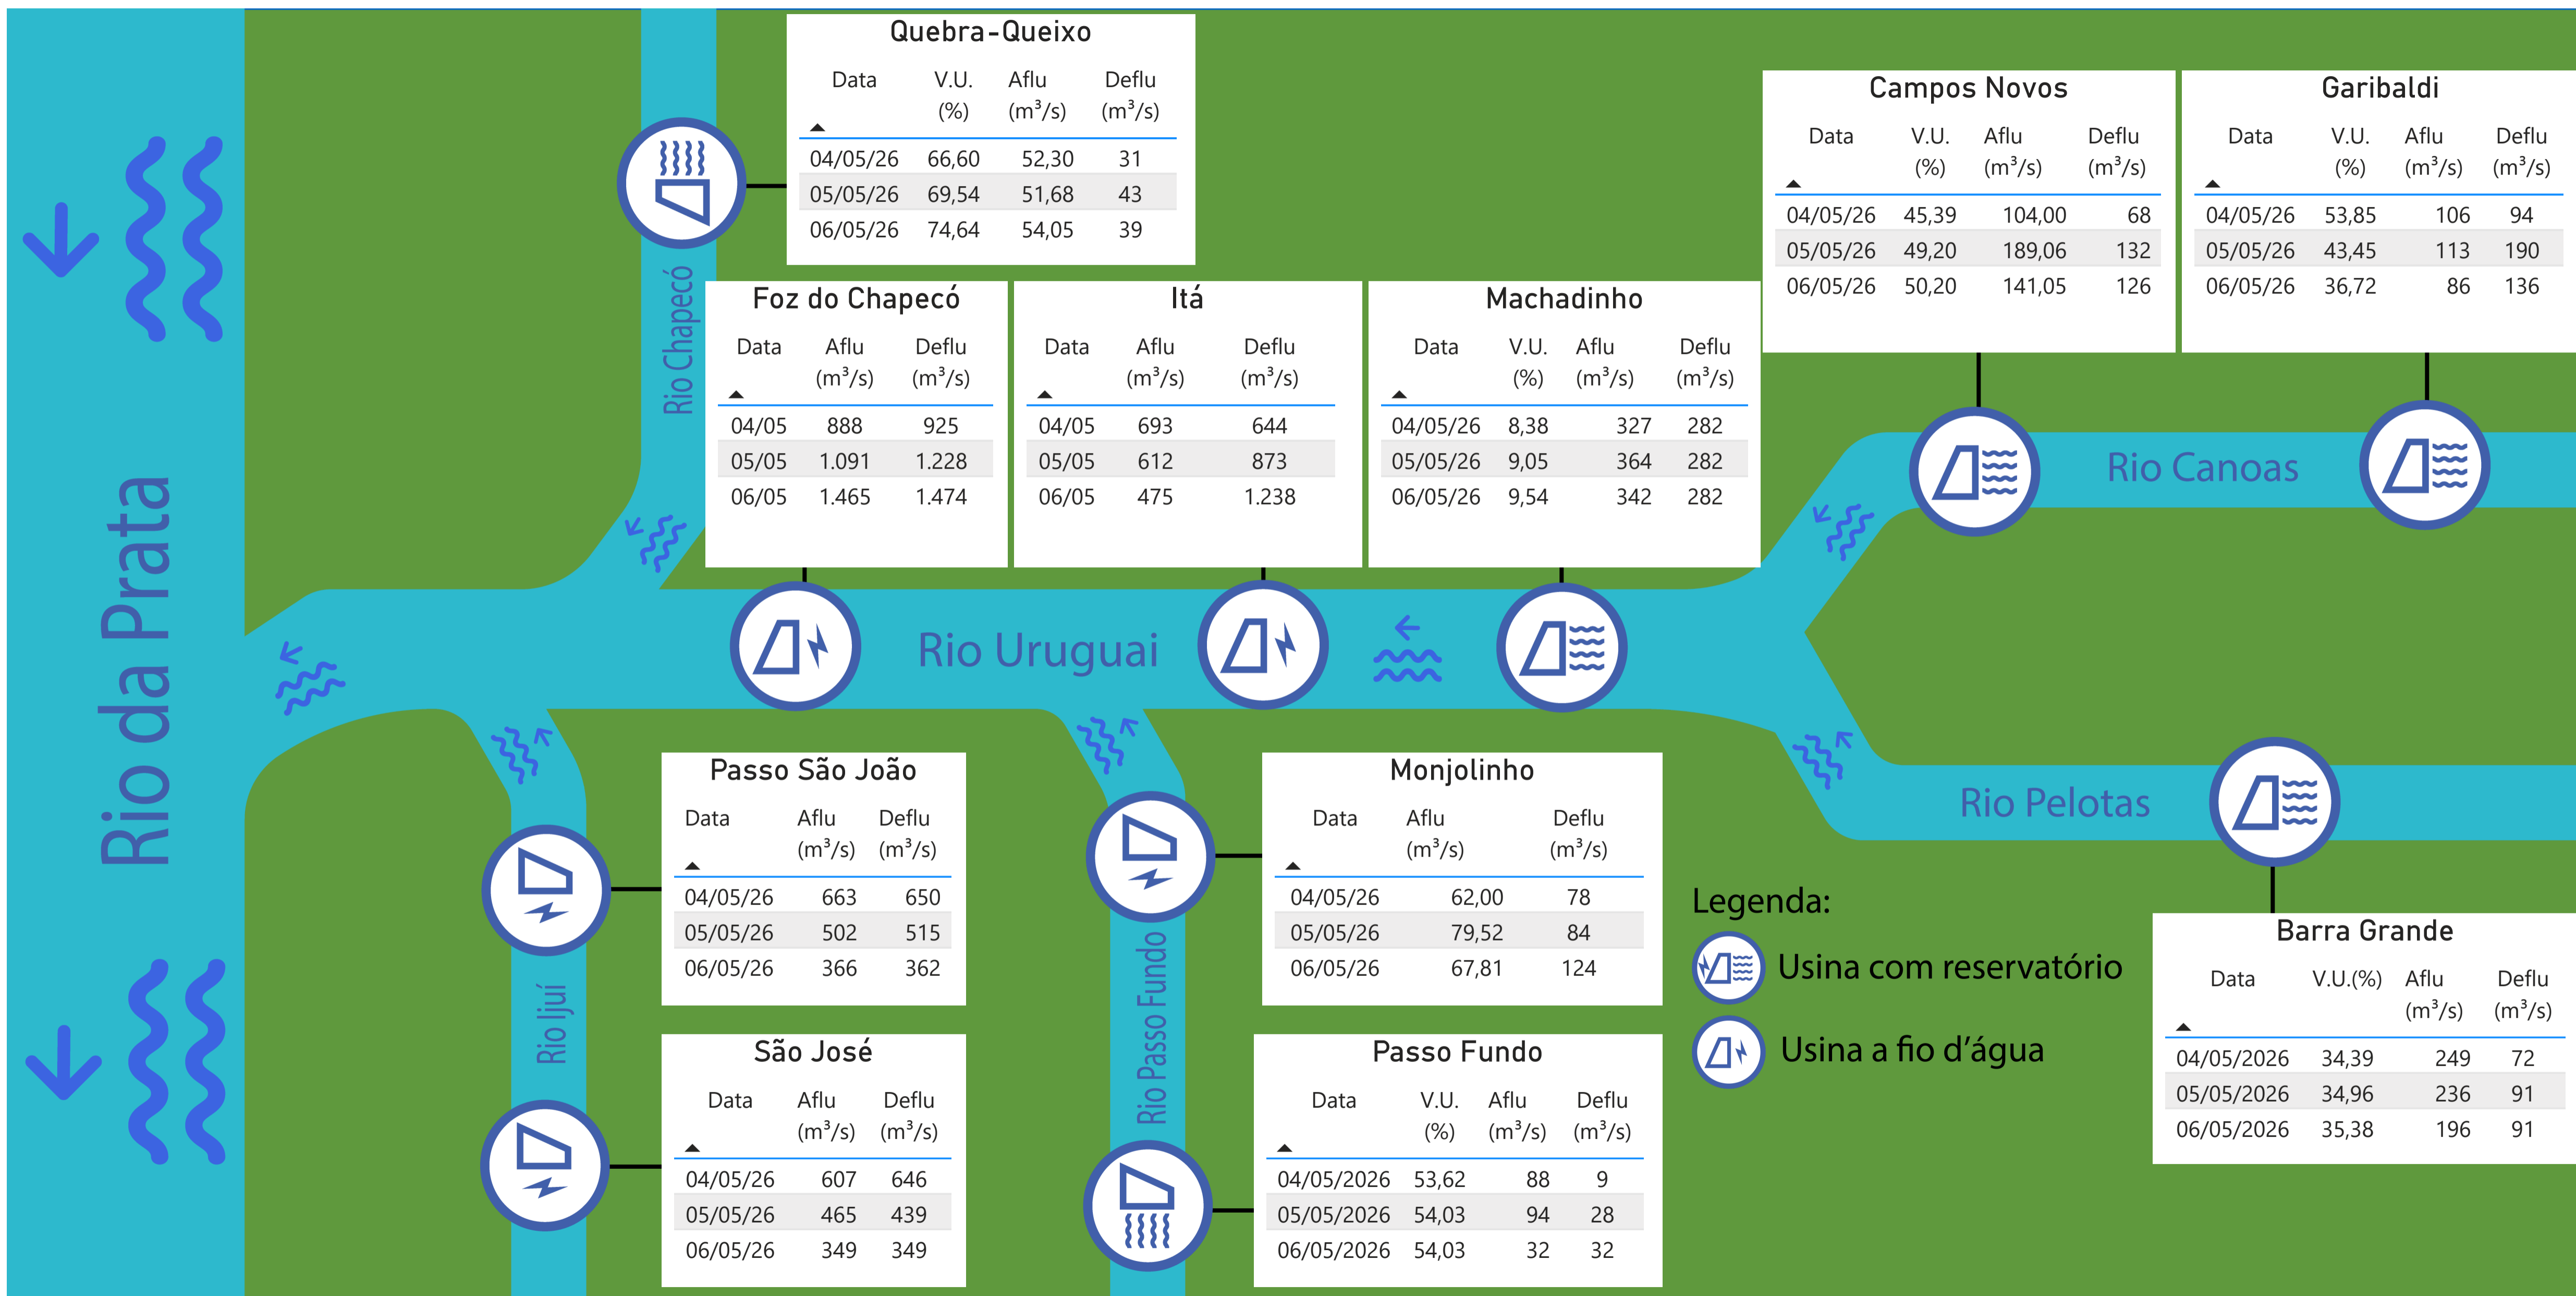 Quebra-Queixo
Data V.U. (%) Aflu (m³/s) Deflu (m³/s)
04/05/26 66,60 52,30 31
05/05/26 69,54 51,68 43
06/05/26 74,64 54,05 39
Campos Novos
Data V.U. (%) Aflu (m³/s) Deflu (m³/s)
04/05/26 45,39 104,00 68
05/05/26 49,20 189,06 132
06/05/26 50,20 141,05 126
Garibaldi
Data V.U. (%) Aflu (m³/s) Deflu (m³/s)
04/05/26 53,85 106 94
05/05/26 43,45 113 190
06/05/26 36,72 86 136
Foz do Chapecó
Data Aflu (m³/s) Deflu (m³/s)
04/05 888 925
05/05 1.091 1.228
06/05 1.465 1.474
Itá
Data Aflu (m³/s) Deflu (m³/s)
04/05 693 644
05/05 612 873
06/05 475 1.238
Machadinho
Data V.U. (%) Aflu (m³/s) Deflu (m³/s)
04/05/26 8,38 327 282
05/05/26 9,05 364 282
06/05/26 9,54 342 282
Rio Chapecó
Rio Canoas
Rio da Prata
Rio Uruguai
Rio Pelotas
Passo São João
Data Aflu (m³/s) Deflu (m³/s)
04/05/26 663 650
05/05/26 502 515
06/05/26 366 362
Monjolinho
Data Aflu (m³/s) Deflu (m³/s)
04/05/26 62,00 78
05/05/26 79,52 84
06/05/26 67,81 124
Rio Ijuí
Rio Passo Fundo
São José
Data Aflu (m³/s) Deflu (m³/s)
04/05/26 607 646
05/05/26 465 439
06/05/26 349 349
Passo Fundo
Data V.U. (%) Aflu (m³/s) Deflu (m³/s)
04/05/2026 53,62 88 9
05/05/2026 54,03 94 28
06/05/2026 54,03 32 32
Legenda:
Usina com reservatório
Usina a fio d’água
Barra Grande
Data V.U.(%) Aflu (m³/s) Deflu (m³/s)
04/05/2026 34,39 249 72
05/05/2026 34,96 236 91
06/05/2026 35,38 196 91